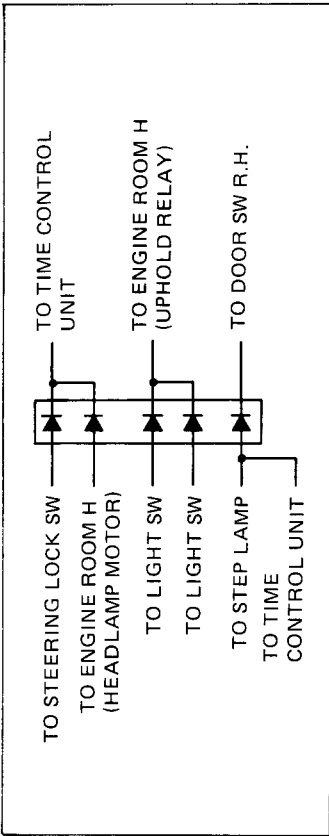 TO STEERING LOCK SW
TO ENGINE ROOM H
(HEADLAMP MOTOR)
TO LIGHT SW
TO LIGHT SW
TO STEP LAMP
TO TIME
CONTROL UNIT
TO TIME CONTROL
UNIT
TO ENGINE ROOM H
(UPHOLD RELAY)
TO DOOR SW R.H.